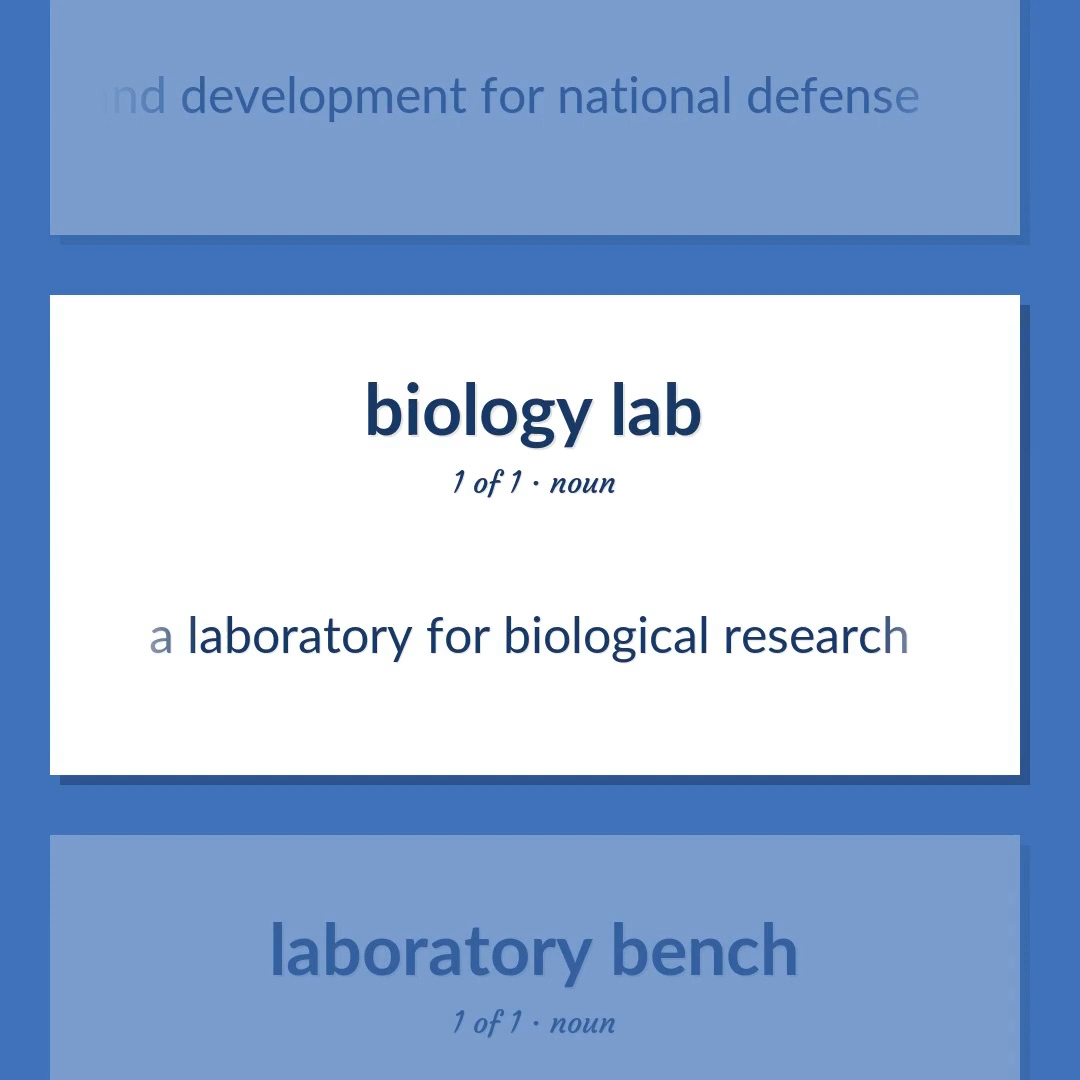 nd development for national defense
biology lab
1 of 1 · noun
a laboratory for biological research
laboratory bench
1 of 1 · noun